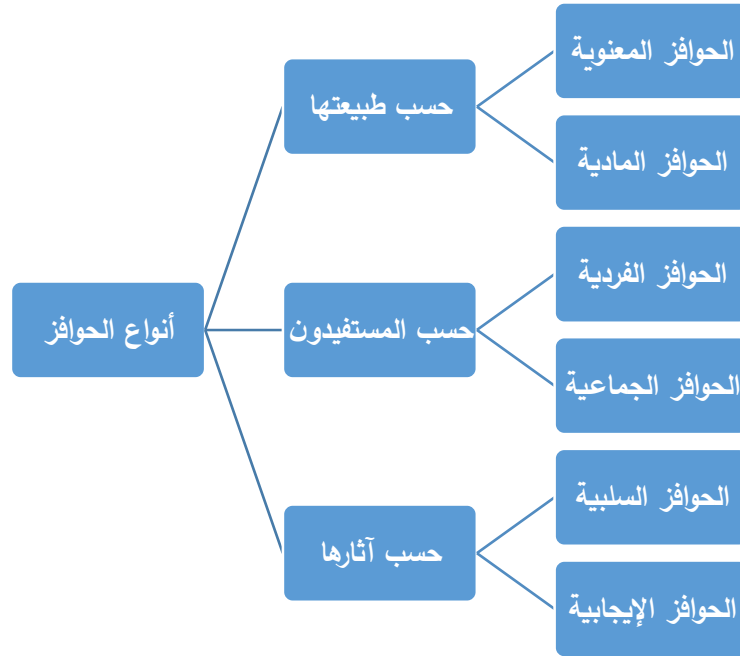 أنواع الحوافز
حسب طبيعتها
الحوافز المعنوية
الحوافز المادية
حسب المستفيدون
الحوافز الفردية
الحوافز الجماعية
حسب آثارها
الحوافز السلبية
الحوافز الإيجابية